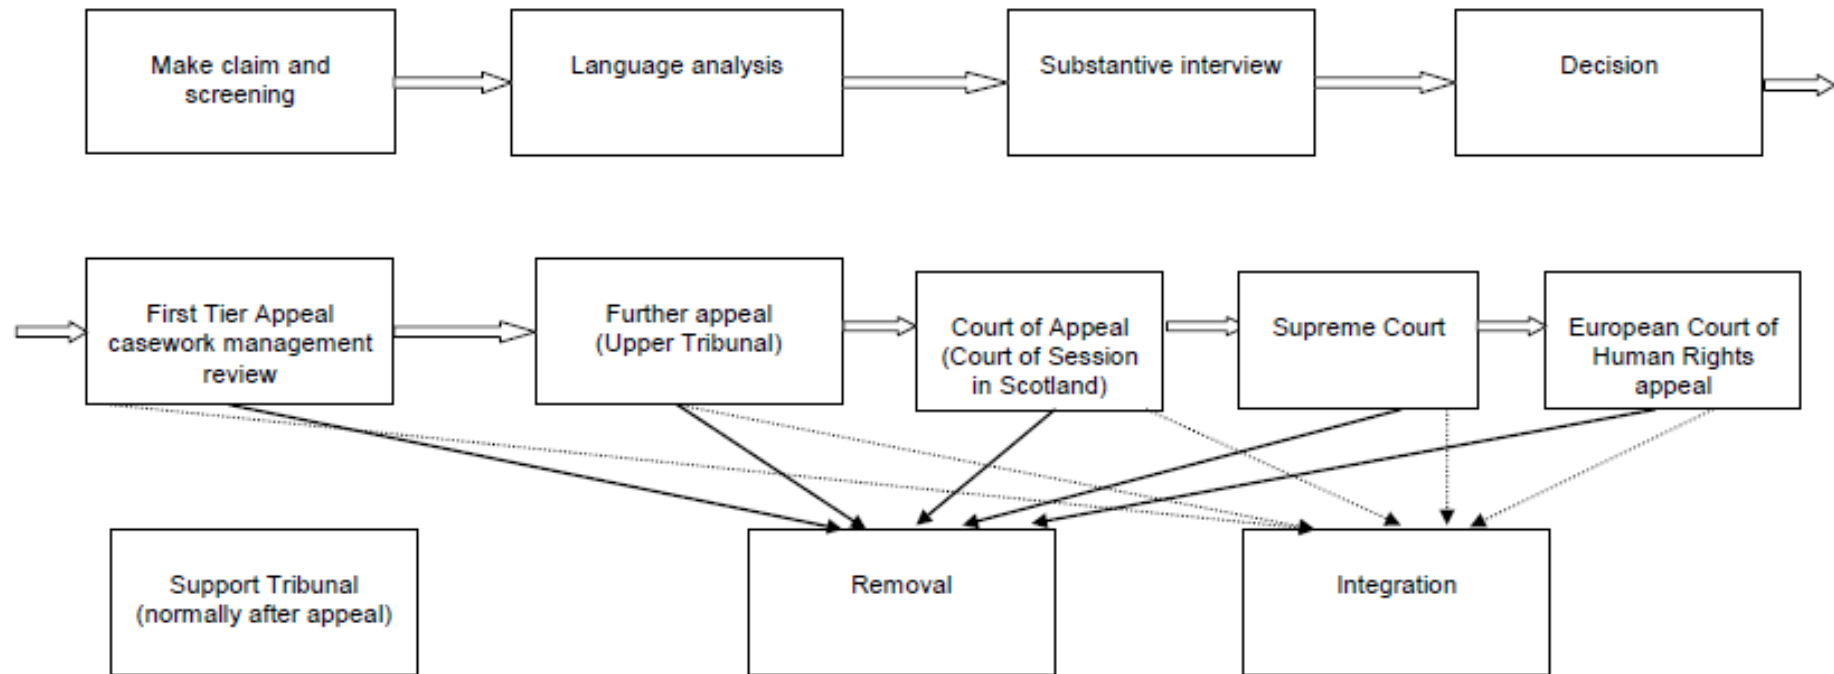 Make claim and
screening
Language analysis
Substantive interview
Decision
First Tier Appeal
casework management
review
Further appeal
(Upper Tribunal)
Court of Appeal
(Court of Session
in Scotland)
Supreme Court
European Court of
Human Rights
appeal
Support Tribunal
(normally after appeal)
Removal
Integration